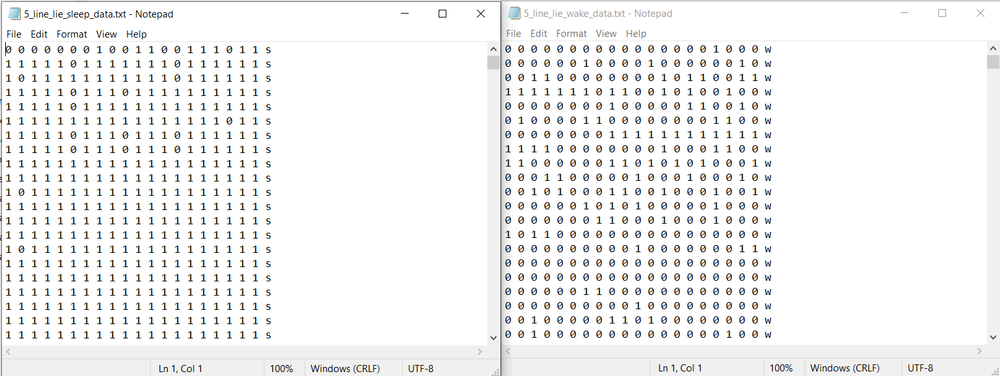 5_line_lie_sleep_data.txt - Notepad
File Edit Format View Help
0 0 0 0 0 0 0 1 0 0 1 1 0 0 1 1 1 0 1 1 s
1 1 1 1 1 0 1 1 1 1 1 1 1 0 1 1 1 1 1 1 s
1 0 1 1 1 1 1 1 1 1 1 1 1 0 1 1 1 1 1 1 s
1 1 1 1 1 0 1 1 1 0 1 1 1 1 1 1 1 1 1 1 s
1 1 1 1 1 0 1 1 1 1 1 1 1 1 1 1 1 1 1 1 s
1 1 1 1 1 1 1 1 1 1 1 1 1 1 1 1 1 0 1 1 s
1 1 1 1 1 0 1 1 1 0 1 1 1 0 1 1 1 1 1 1 s
1 1 1 1 1 0 1 1 1 0 1 1 1 0 1 1 1 1 1 1 s
1 1 1 1 1 1 1 1 1 1 1 1 1 1 1 1 1 1 1 1 s
1 1 1 1 1 1 1 1 1 1 1 1 1 1 1 1 1 1 1 1 s
1 0 1 1 1 1 1 1 1 1 1 1 1 1 1 1 1 1 1 1 s
1 1 1 1 1 1 1 1 1 1 1 1 1 1 1 1 1 1 1 1 s
1 1 1 1 1 1 1 1 1 1 1 1 1 1 1 1 1 1 1 1 s
1 1 1 1 1 1 1 1 1 1 1 1 1 1 1 1 1 1 1 1 s
1 0 1 1 1 1 1 1 1 1 1 1 1 1 1 1 1 1 1 1 s
1 1 1 1 1 1 1 1 1 1 1 1 1 1 1 1 1 1 1 1 s
1 1 1 1 1 1 1 1 1 1 1 1 1 1 1 1 1 1 1 1 s
1 1 1 1 1 1 1 1 1 1 1 1 1 1 1 1 1 1 1 1 s
1 1 1 1 1 1 1 1 1 1 1 1 1 1 1 1 1 1 1 1 s
1 1 1 1 1 1 1 1 1 1 1 1 1 1 1 1 1 1 1 1 s
1 1 1 1 1 1 1 1 1 1 1 1 1 1 1 1 1 1 1 1 s
Ln 1, Col 1 100% Windows (CRLF) UTF-8
5_line_lie_wake_data.txt - Notepad
File Edit Format View Help
0 0 0 0 0 0 0 0 0 0 0 0 0 0 0 0 1 0 0 0 w
0 0 0 0 0 0 1 0 0 0 0 1 0 0 0 0 0 0 1 0 w
0 0 1 1 0 0 0 0 0 0 0 0 1 0 1 1 0 0 1 1 w
1 1 1 1 1 1 1 0 1 1 0 0 1 0 1 0 0 1 0 0 w
0 0 0 0 0 0 0 0 1 0 0 0 0 0 1 1 0 0 1 0 w
0 1 0 0 0 0 1 1 0 0 0 0 0 0 0 0 1 1 0 0 w
0 0 0 0 0 0 0 0 1 1 1 1 1 1 1 1 1 1 1 1 w
1 1 1 1 0 0 0 0 0 0 0 0 1 0 0 0 1 1 0 0 w
1 1 0 0 0 0 0 0 1 1 0 1 0 1 0 1 0 0 0 1 w
0 0 0 1 1 0 0 0 0 0 1 0 0 0 1 0 0 0 1 0 w
0 0 1 0 1 0 0 0 1 1 0 0 1 0 0 0 1 0 0 1 w
0 0 0 0 0 0 1 0 1 0 1 0 0 0 0 0 1 0 0 0 w
0 0 0 0 0 0 0 1 1 0 0 0 1 0 0 0 1 0 0 0 w
1 0 1 1 0 0 0 0 0 0 0 0 0 0 0 0 0 0 0 0 w
0 0 0 0 0 0 0 0 0 0 1 0 0 0 0 0 0 0 1 1 w
0 0 0 0 0 0 0 0 0 0 0 0 0 0 0 0 0 0 0 0 w
0 0 0 0 0 0 0 0 0 0 0 0 0 0 0 0 0 0 0 0 w
0 0 0 0 0 0 1 1 0 0 0 0 0 0 0 0 0 0 0 0 w
0 0 0 0 0 0 0 0 0 0 1 0 0 0 0 0 0 0 0 0 w
0 0 1 0 0 0 0 0 1 1 0 1 0 0 0 0 0 0 0 0 w
0 0 1 0 0 0 0 0 0 0 0 0 0 0 0 0 0 1 0 0 w
Ln 1, Col 1 100% Windows (CRLF) UTF-8